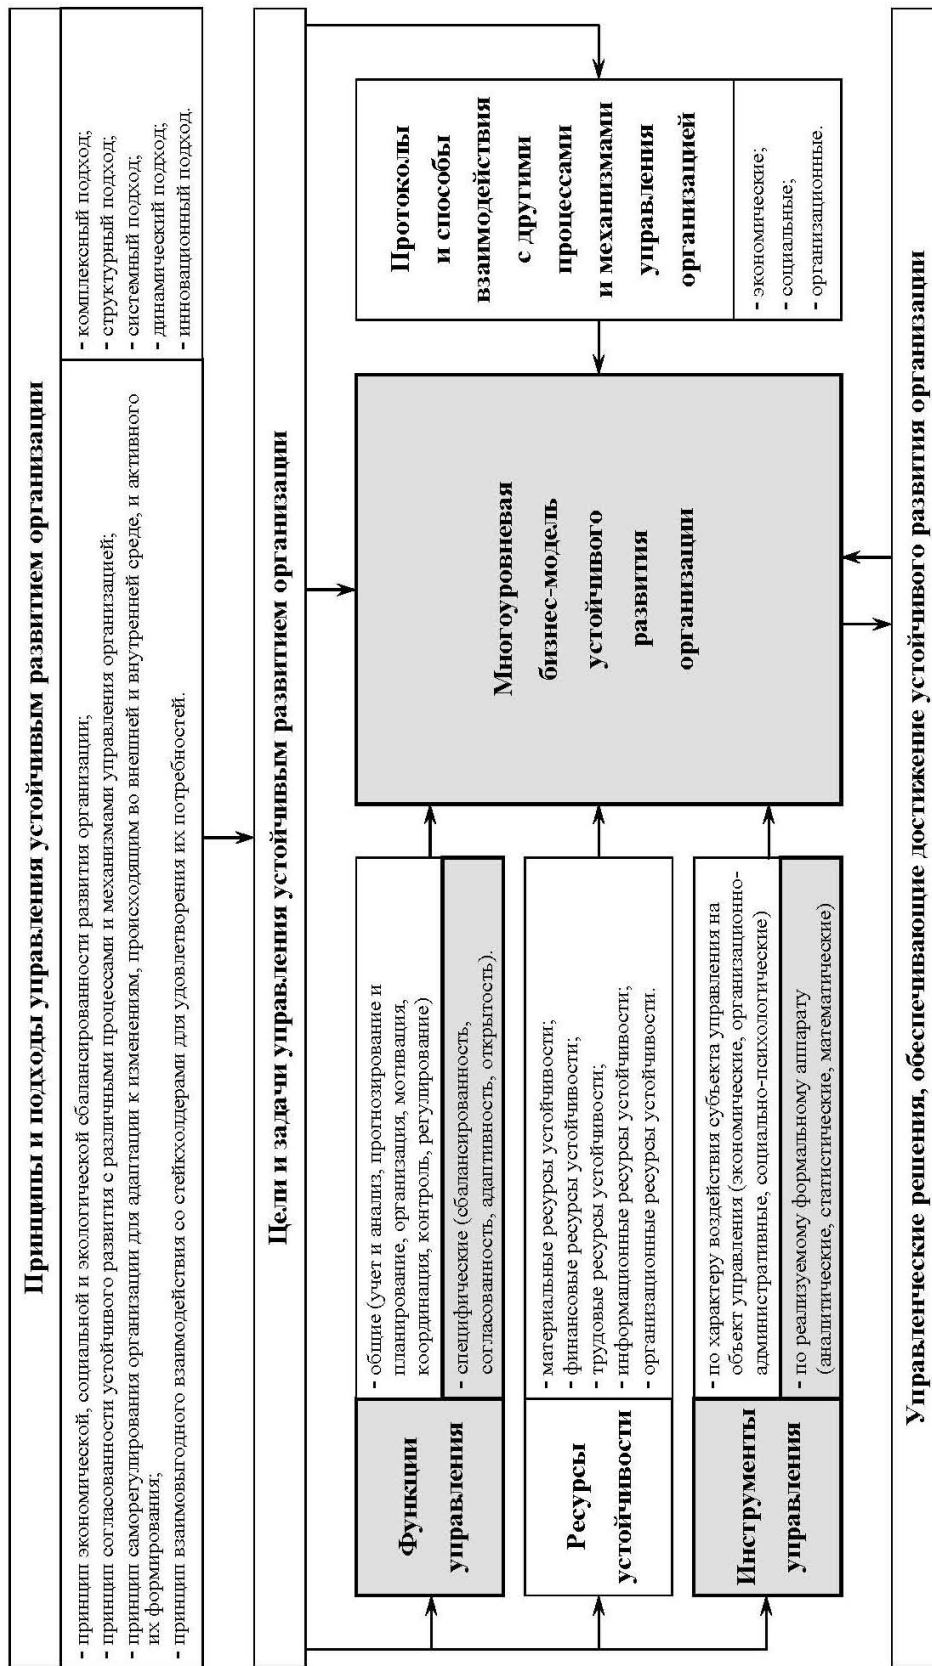 Принципы и подходы управления устойчивым развитием организации
- принцип экономической, социальной и экологической сбалансированности развития организации;
- принцип согласованности устойчивого развития с различными процессами и механизмами управления организацией;
- принцип саморегулирования организации для адаптации к изменениям, происходящим во внешней и внутренней среде, и активного
их формирования;
- принцип взаимовыгодного взаимодействия со стейкхолдерами для удовлетворения их потребностей.
- комплексный подход;
- структурный подход;
- системный подход;
- динамический подход;
- инновационный подход.
Цели и задачи управления устойчивым развитием организации
Функции
управления
- общие (учет и анализ, прогнозирование и
планирование, организация, мотивация,
координация, контроль, регулирование)
- специфические (сбалансированность,
согласованность, адаптивность, открытость).
Ресурсы
устойчивости
- материальные ресурсы устойчивости;
- финансовые ресурсы устойчивости;
- трудовые ресурсы устойчивости;
- информационные ресурсы устойчивости;
- организационные ресурсы устойчивости.
Инструменты
управления
- по характеру воздействия субъекта управления на
объект управления (экономические, организационно-
административные, социально-психологические)
- по реализуемому формальному аппарату
(аналитические, статистические, математические)
Многоуровневая
бизнес-модель
устойчивого
развития
организации
Протоколы
и способы
взаимодействия
с другими
процессами
и механизмами
управления
организацией
- экономические;
- социальные;
- организационные.
Управленческие решения, обеспечивающие достижение устойчивого развития организации